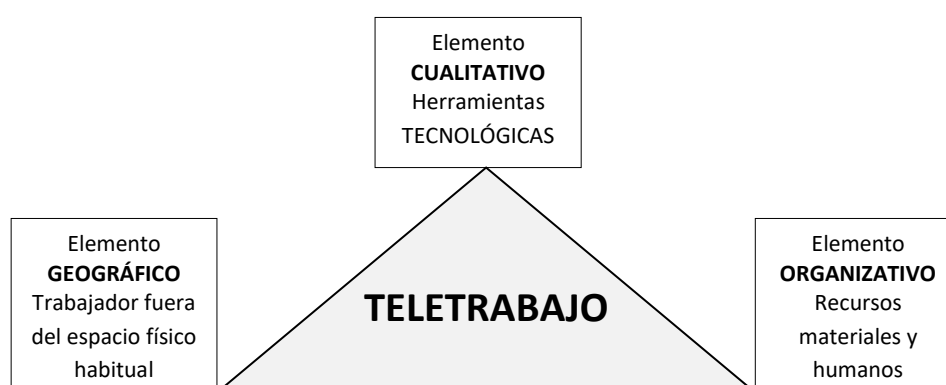 Elemento
CUALITATIVO
Herramientas
TECNOLÓGICAS
Elemento
GEOGRÁFICO
Trabajador fuera
del espacio físico
habitual
TELETRABAJO
Elemento
ORGANIZATIVO
Recursos
materiales y
humanos